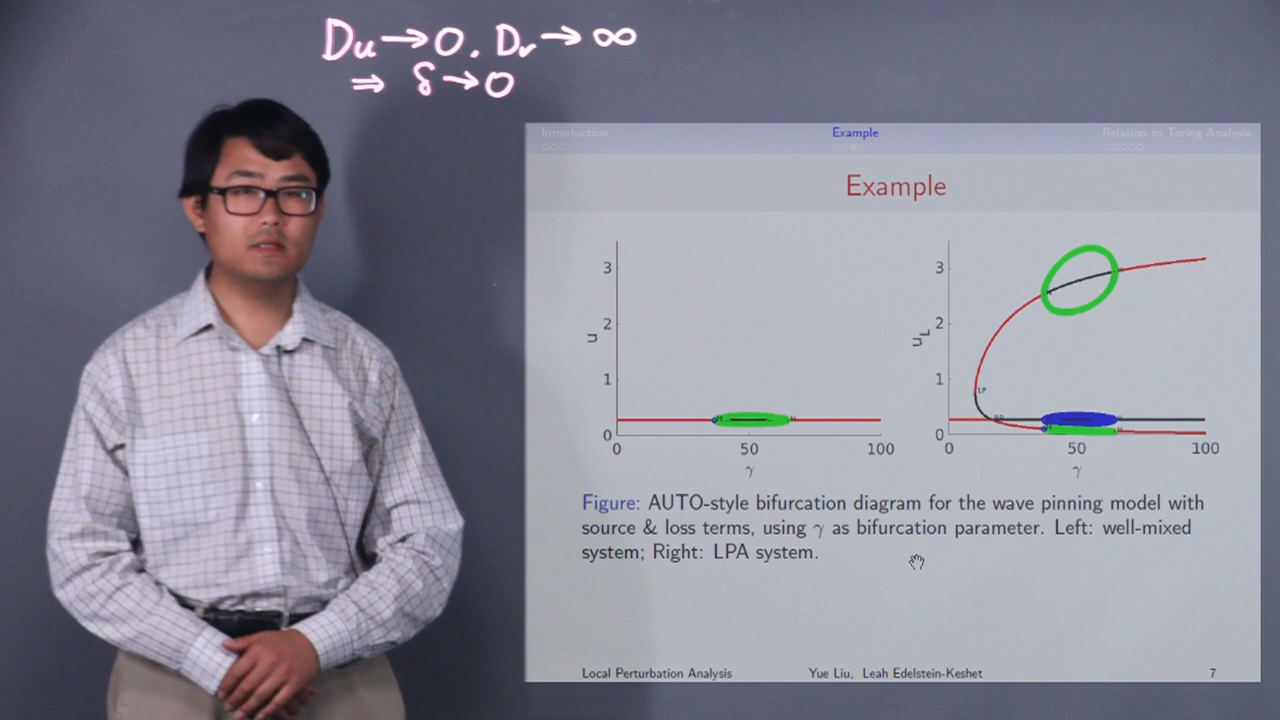 Du→0, Dv→∞
⇒ δ→0
Introduction Example Relation to Turing Analysis
Example
3
2
1
0
u
0 50 100
γ
3
2
1
0
u_L
LP
0 50 100
γ
Figure: AUTO-style bifurcation diagram for the wave pinning model with
source & loss terms, using γ as bifurcation parameter. Left: well-mixed
system; Right: LPA system.
Local Perturbation Analysis Yue Liu, Leah Edelstein-Keshet 7